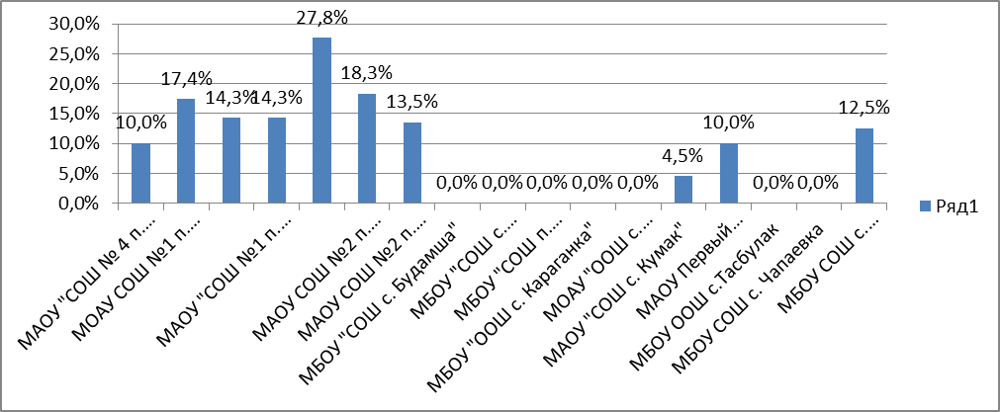 30,0%
25,0%
20,0%
15,0%
10,0%
5,0%
0,0%
10,0%
17,4%
14,3%
14,3%
27,8%
18,3%
13,5%
0,0%
0,0%
0,0%
0,0%
0,0%
4,5%
10,0%
0,0%
0,0%
12,5%
МАОУ "СОШ № 4 п....
МОАУ СОШ №1 п....
МАОУ "СОШ №1 п....
МАОУ СОШ №2 п....
МАОУ СОШ №2 п....
МБОУ "СОШ с. Будамша"
МБОУ "СОШ с....
МБОУ "СОШ п....
МБОУ "ООШ с. Караганка"
МОАУ "ООШ с....
МАОУ "СОШ с. Кумак"
МАОУ Первый...
МБОУ ООШ с.Тасбулак
МБОУ СОШ с. Чапаевка
МБОУ СОШ с....
Ряд1